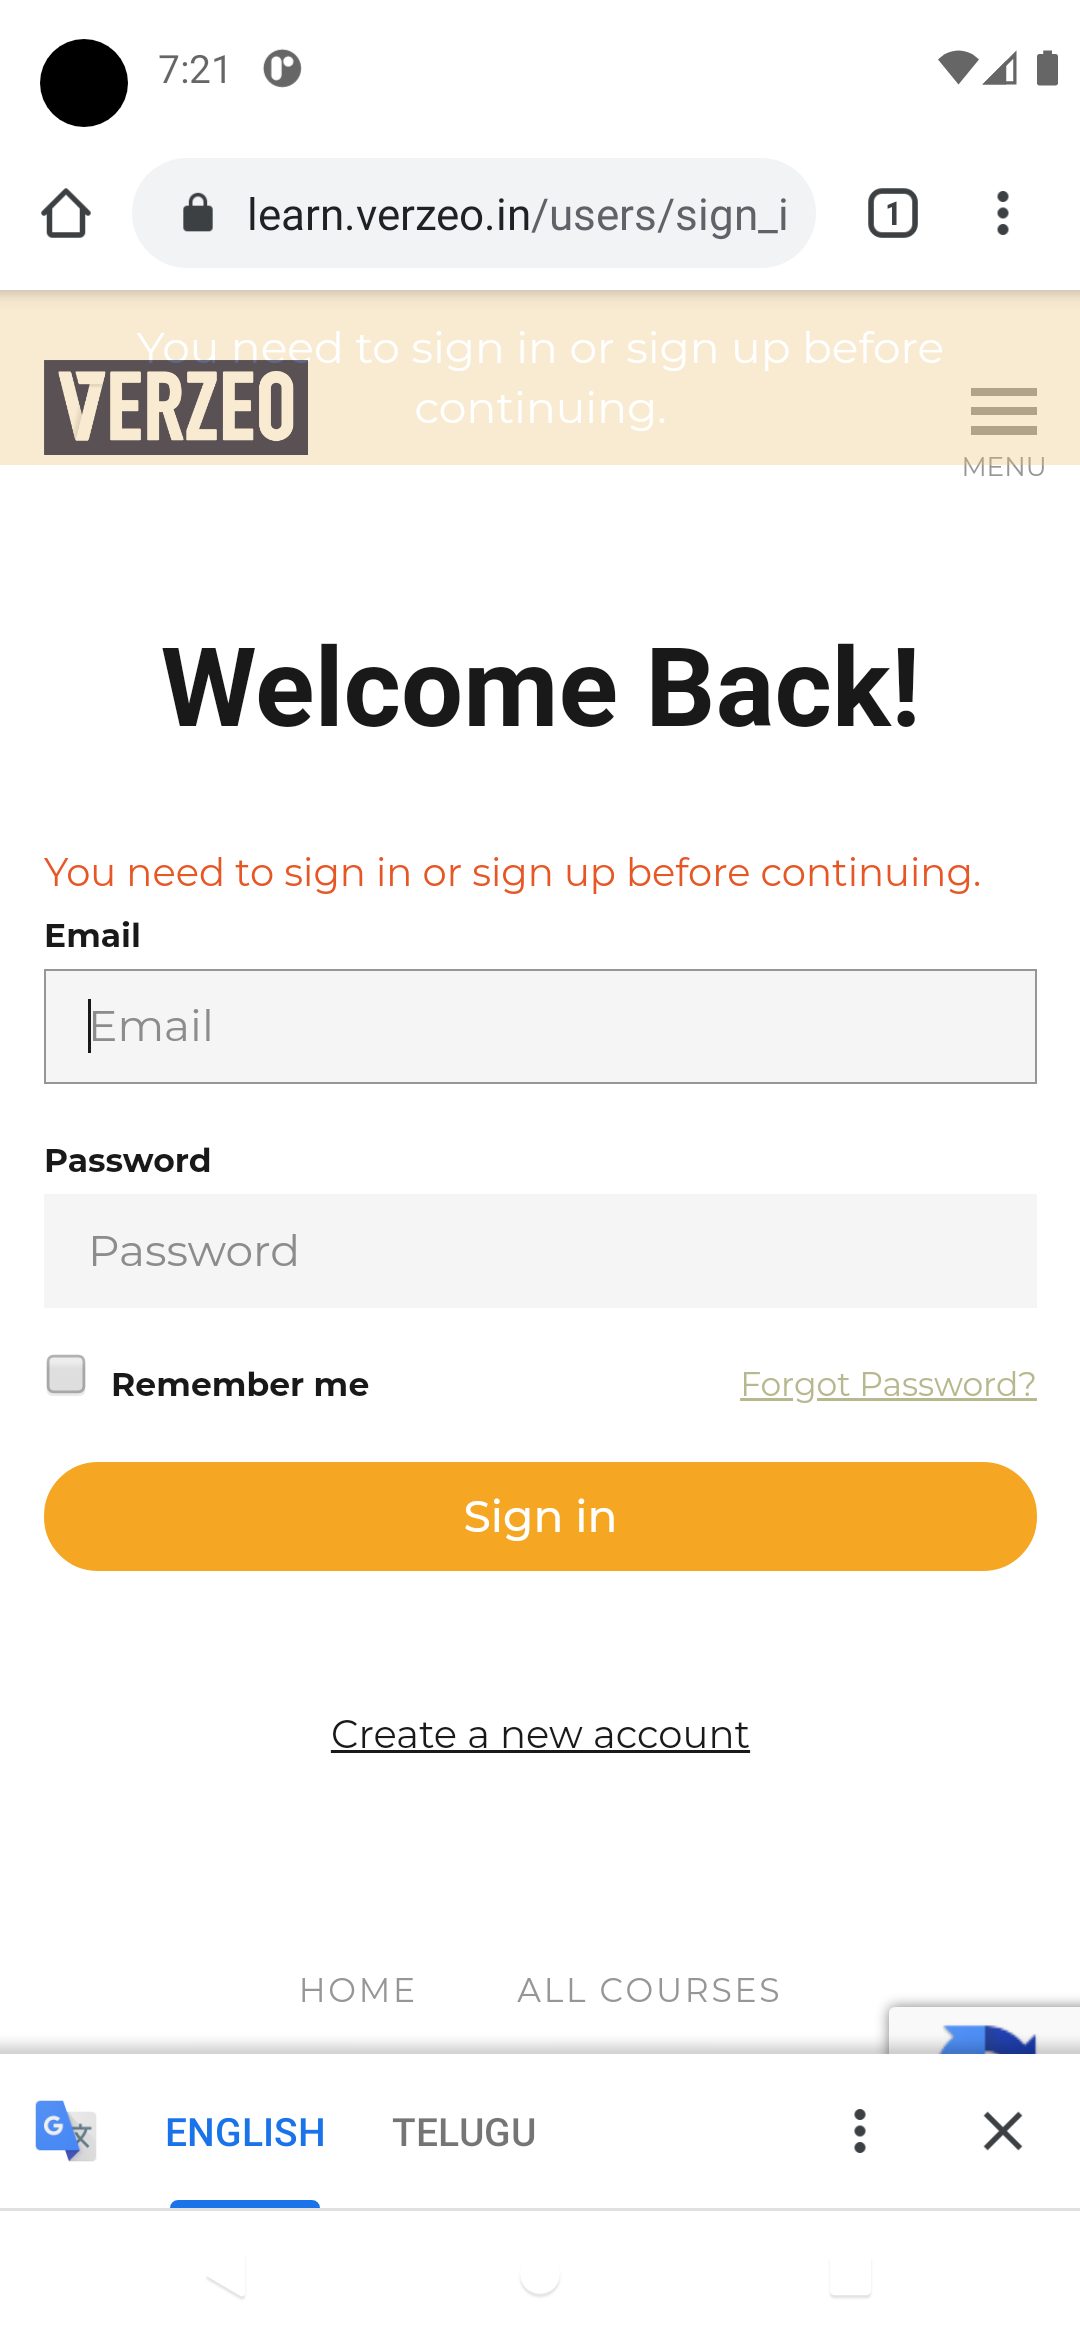 7:21
learn.verzeo.in/users/sign_i
1
You need to sign in or sign up before
continuing.
VERZEO
MENU
Welcome Back!
You need to sign in or sign up before continuing.
Email
Email
Password
Password
Remember me
Forgot Password?
Sign in
Create a new account
HOME
ALL COURSES
ENGLISH
TELUGU